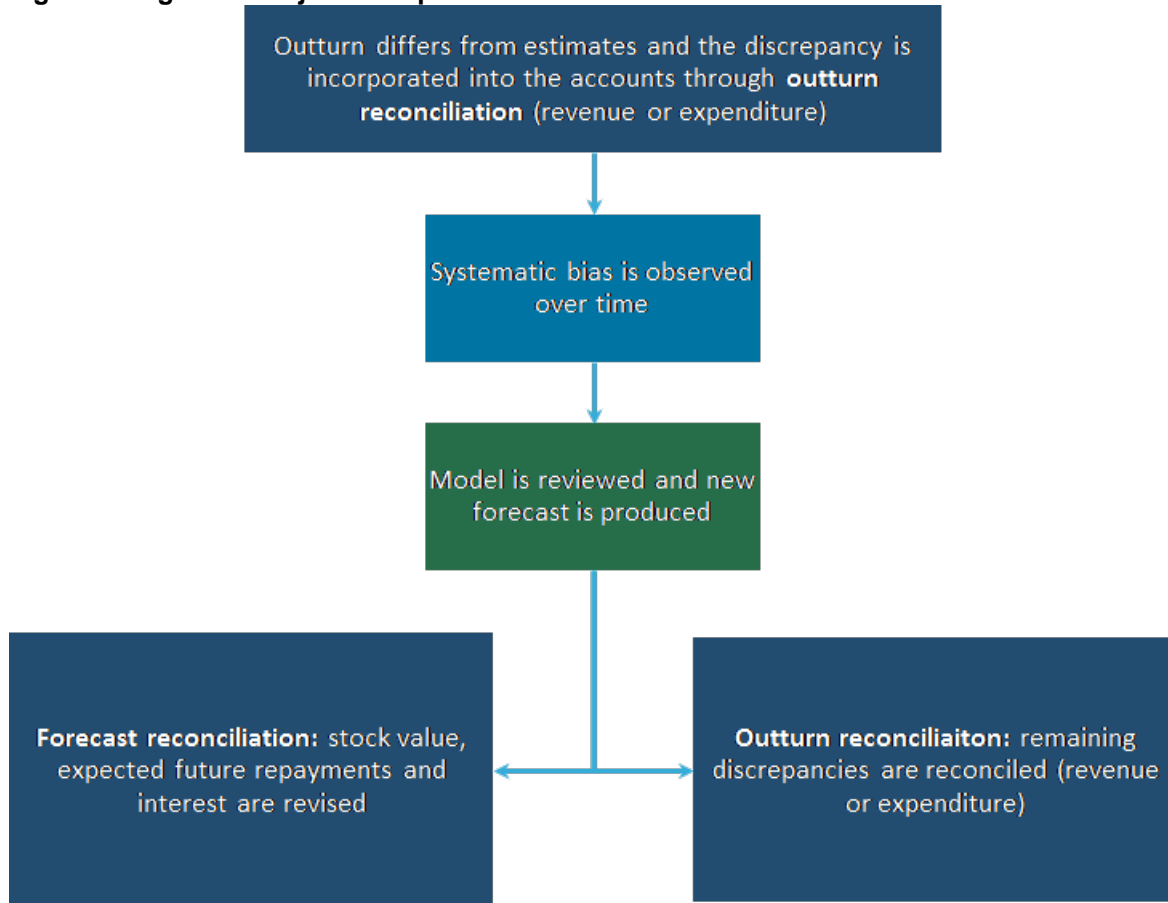 Outturn differs from estimates and the discrepancy is
incorporated into the accounts through outturn
reconciliation (revenue or expenditure)
Systematic bias is observed
over time
Model is reviewed and new
forecast is produced
Forecast reconciliation: stock value,
expected future repayments and
interest are revised
Outturn reconciliaiton: remaining
discrepancies are reconciled (revenue
or expenditure)